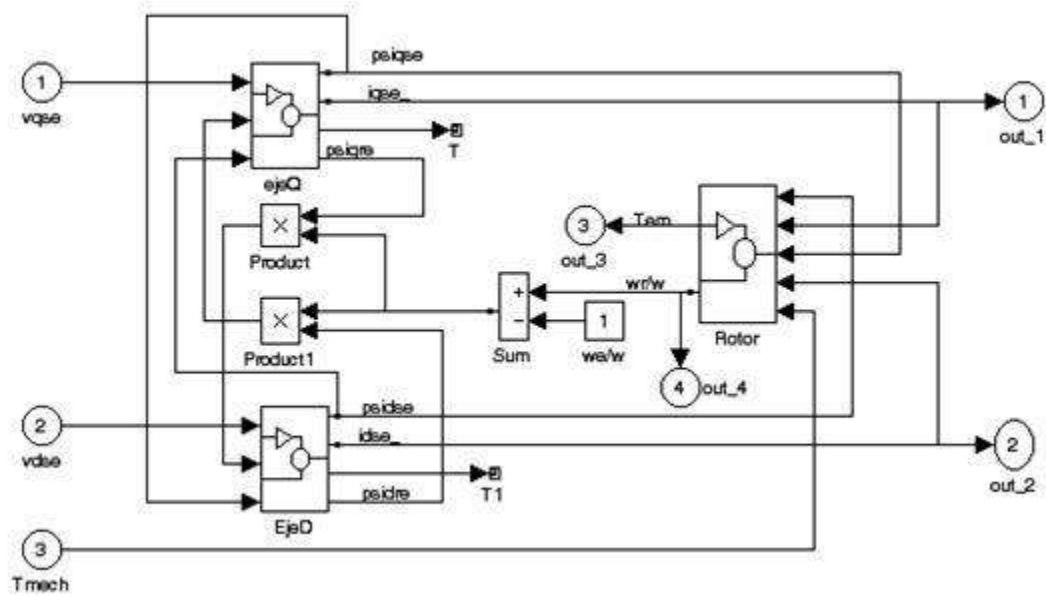 psiqse
1
vqse
iqse_
1
out_1
T
psiqre
ejeQ
Product
3
Tem
out_3
wr/w
+
−
1
Sum
we/w
Rotor
Product1
4
out_4
2
vdse
psidse
idse_
2
out_2
T1
psidre
EjeD
3
Tmech